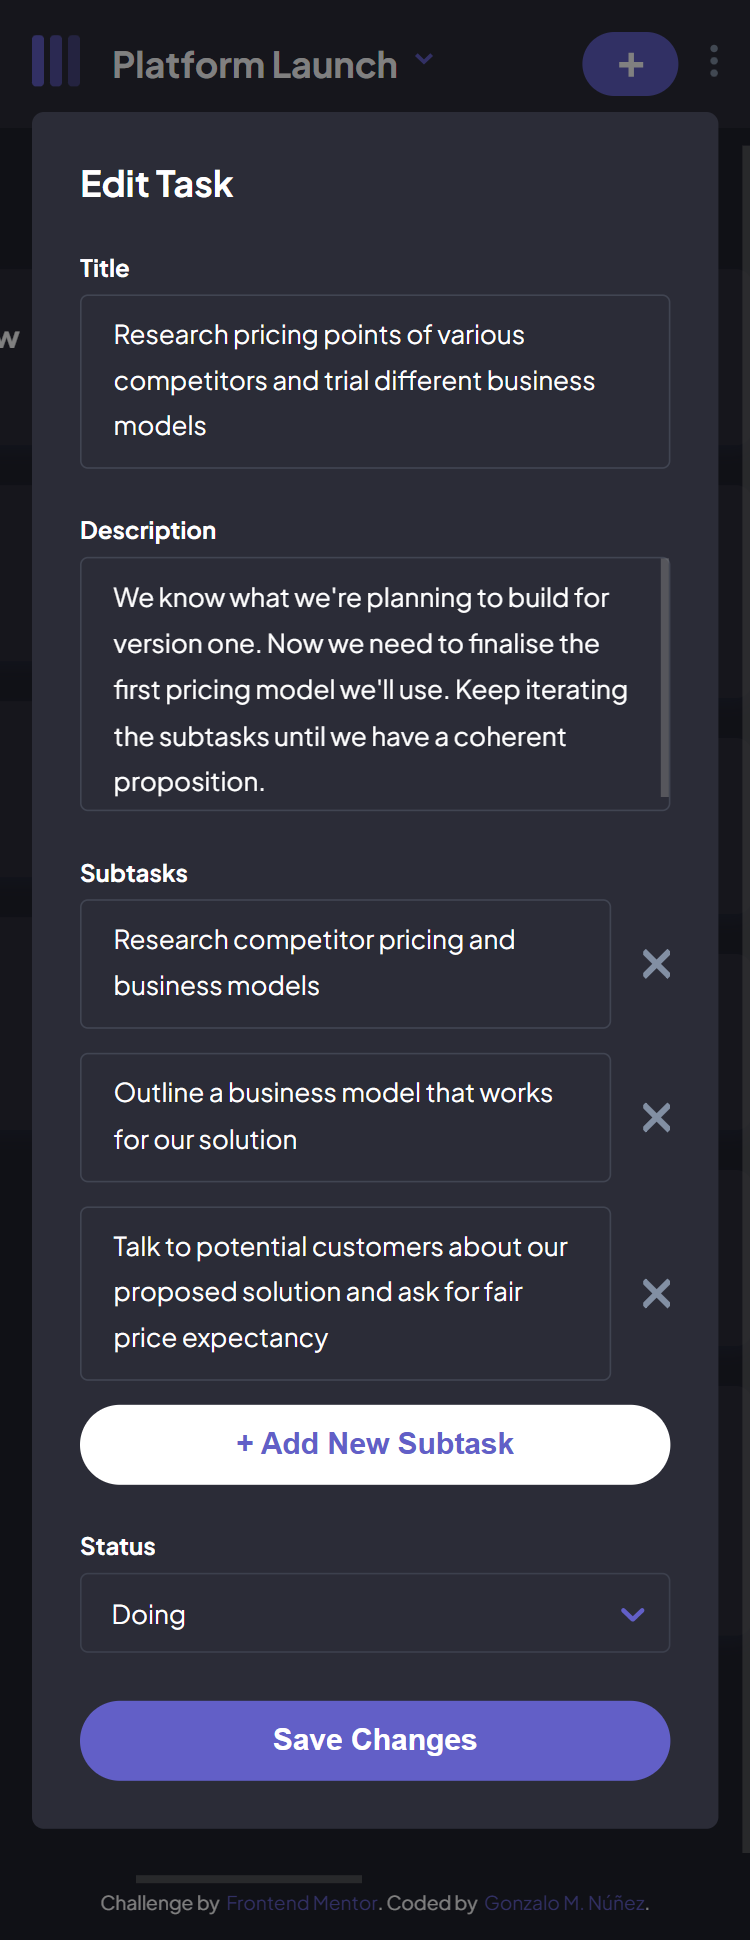 Platform Launch
+
Edit Task
w
Title
Research pricing points of various
competitors and trial different business
models
Description
We know what we're planning to build for
version one. Now we need to finalise the
first pricing model we'll use. Keep iterating
the subtasks until we have a coherent
proposition.
Subtasks
Research competitor pricing and
business models
Outline a business model that works
for our solution
Talk to potential customers about our
proposed solution and ask for fair
price expectancy
+ Add New Subtask
Status
Doing
Save Changes
Challenge by Frontend Mentor. Coded by Gonzalo M. Núñez.